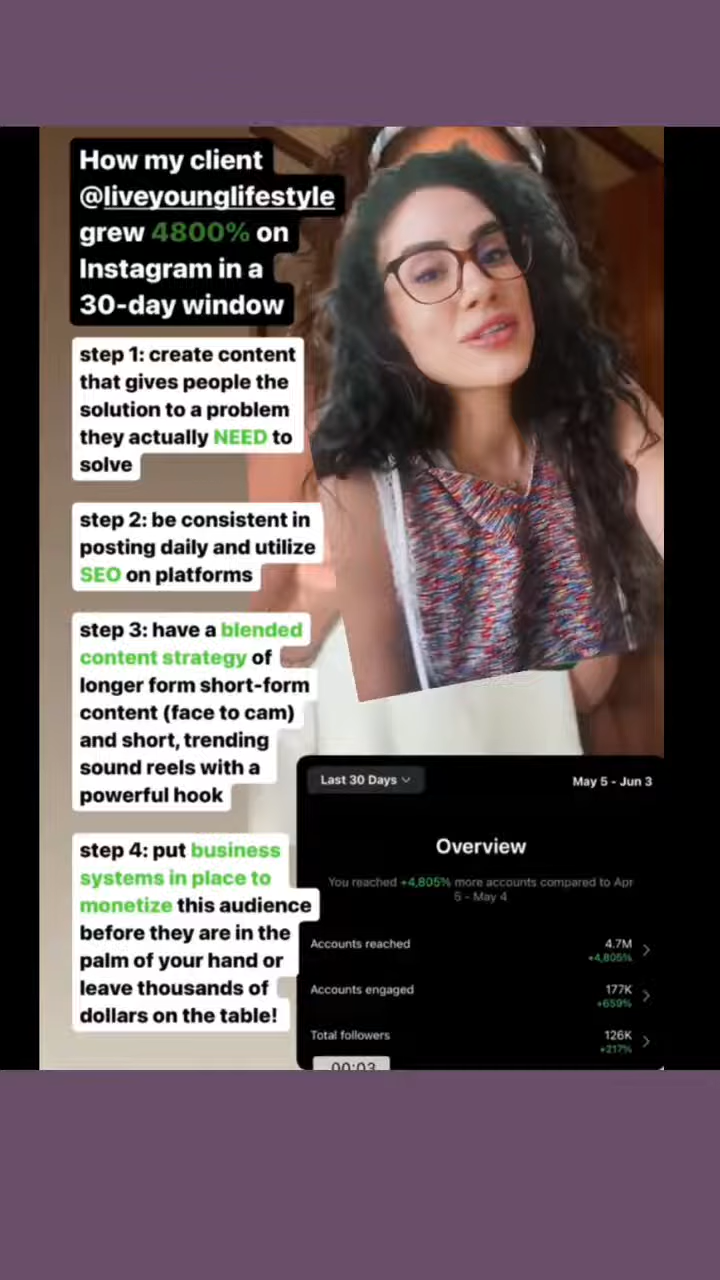 How my client
@liveyounglifestyle
grew 4800% on
Instagram in a
30-day window
step 1: create content
that gives people the
solution to a problem
they actually NEED to
solve
step 2: be consistent in
posting daily and utilize
SEO on platforms
step 3: have a blended
content strategy of
longer form short-form
content (face to cam)
and short, trending
sound reels with a
powerful hook
step 4: put business
systems in place to
monetize this audience
before they are in the
palm of your hand or
leave thousands of
dollars on the table!
Last 30 Days
May 5 - Jun 3
Overview
You reached +4,805% more accounts compared to Apr
5 - May 4
Accounts reached
4.7M
+4,805%
Accounts engaged
177K
+659%
Total followers
126K
+217%
00:03